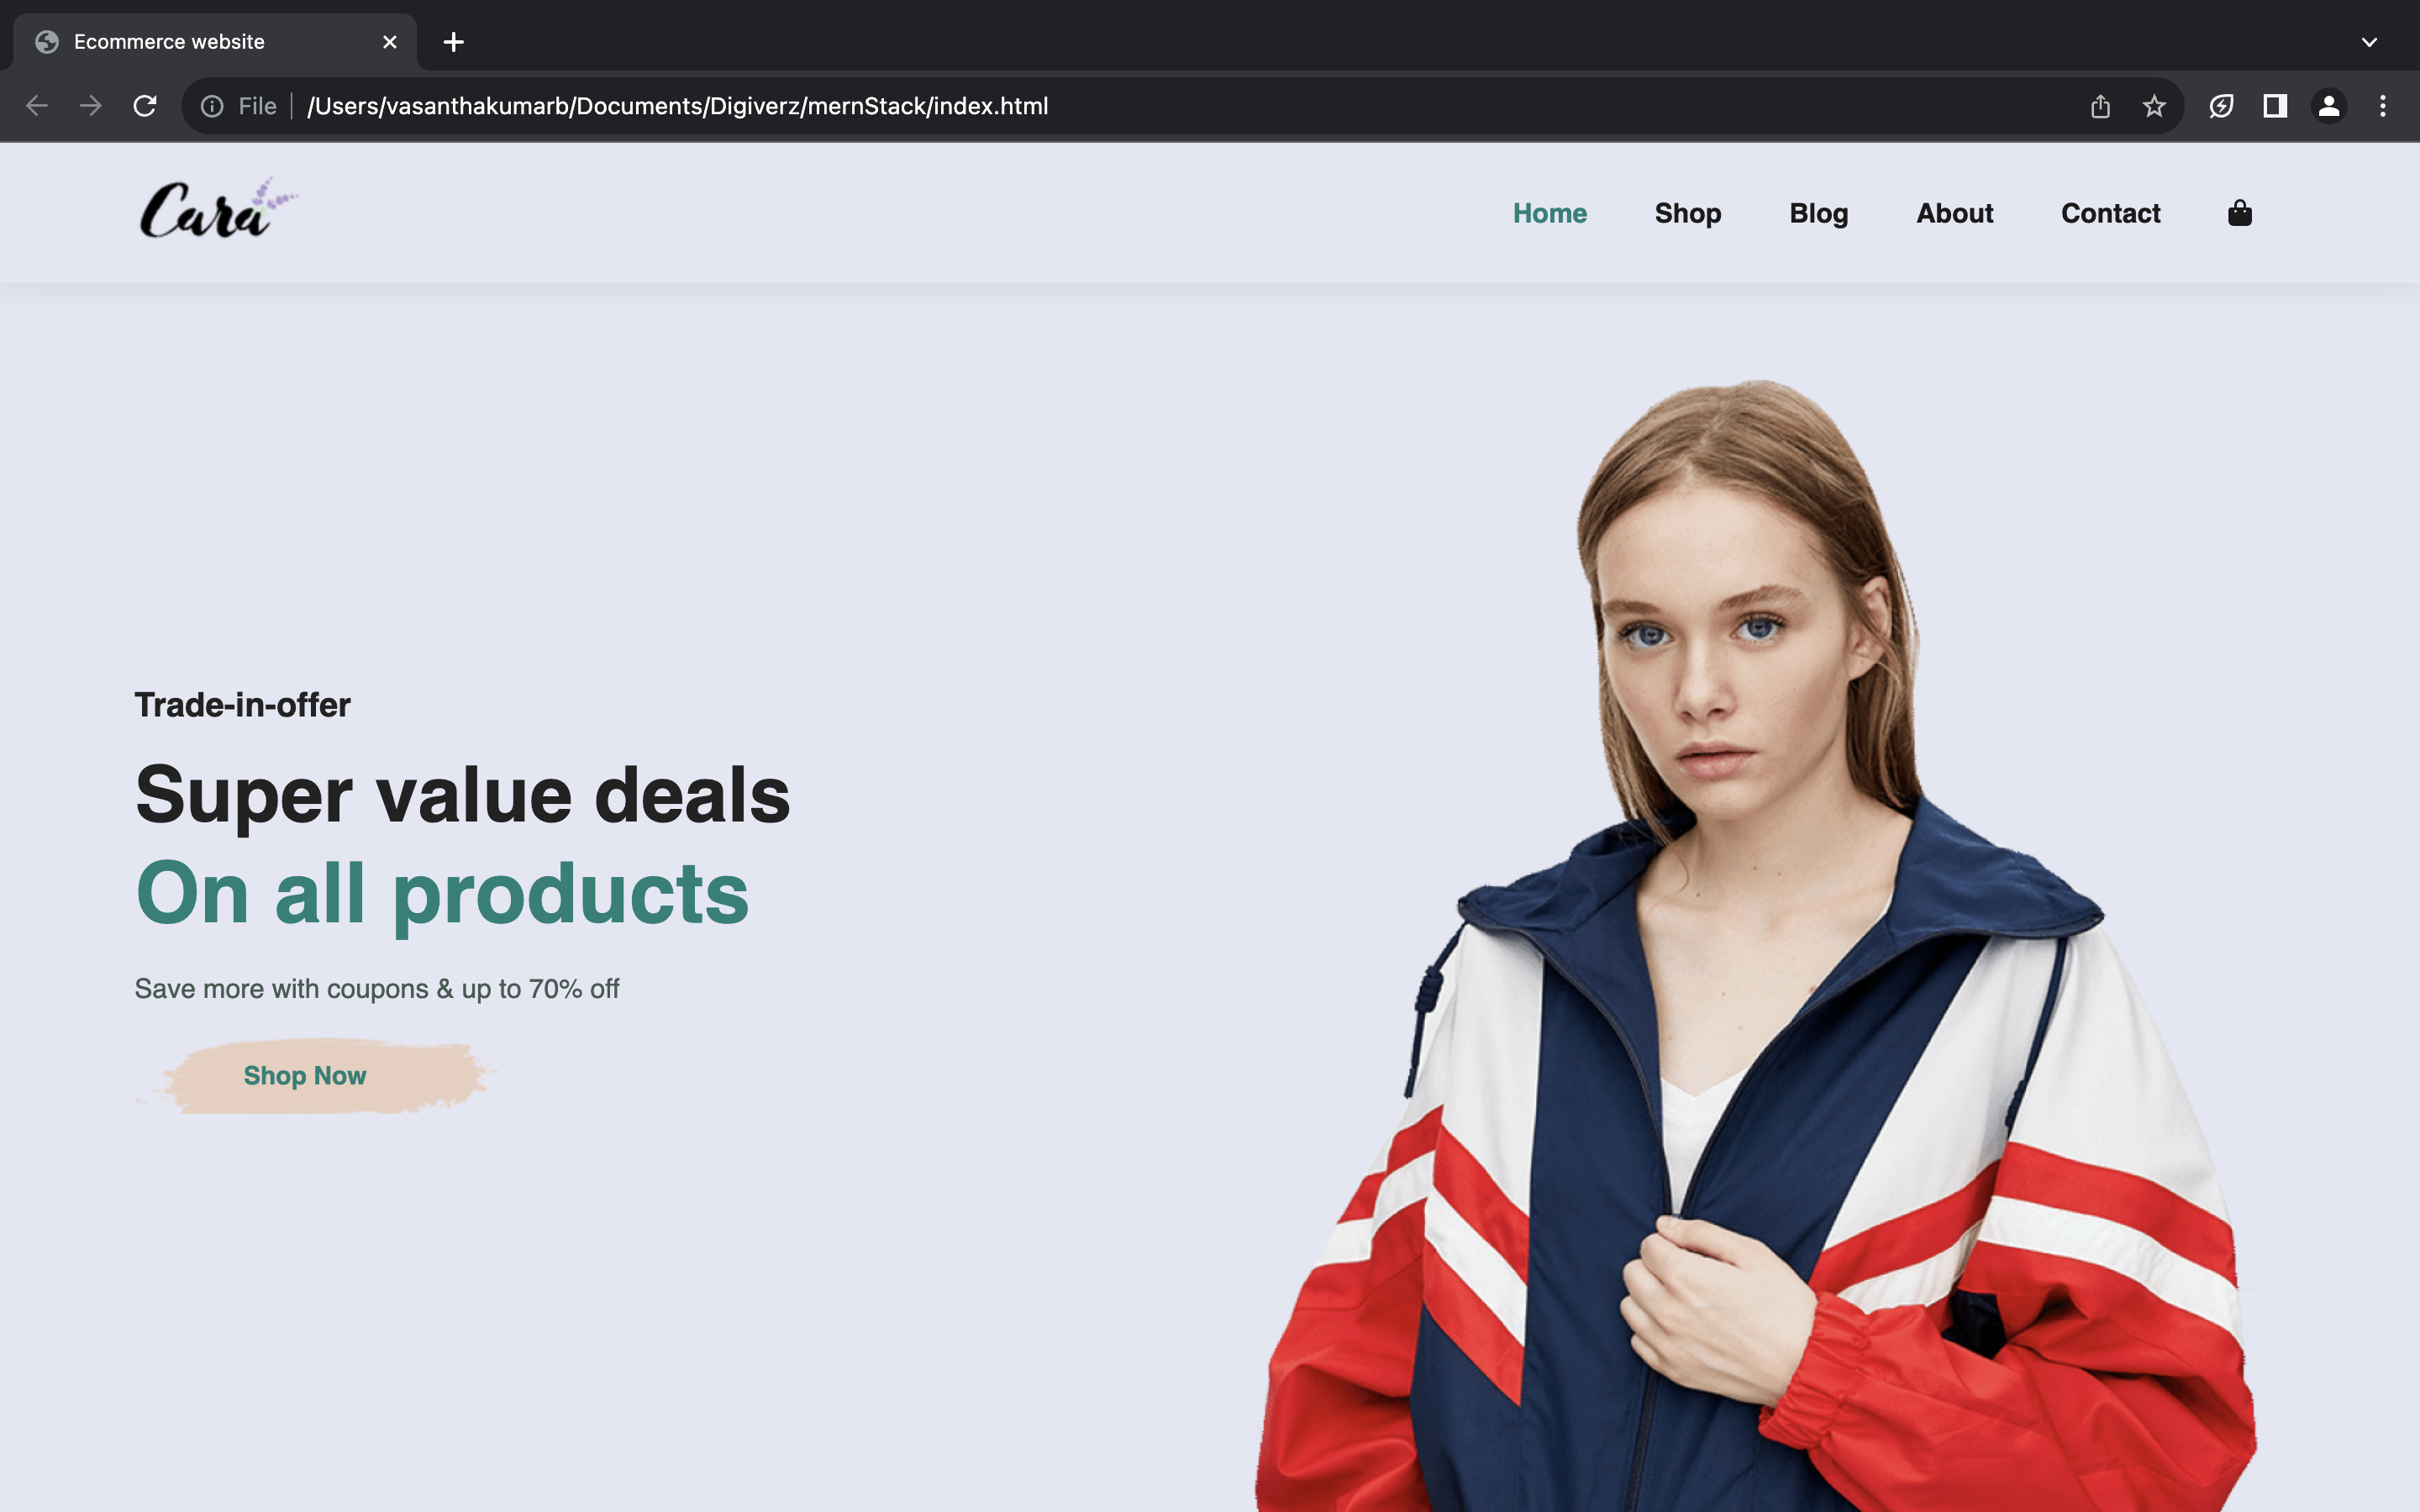 Ecommerce website
File /Users/vasanthakumarb/Documents/Digiverz/mernStack/index.html
Cara
Home Shop Blog About Contact
Trade-in-offer
Super value deals
On all products
Save more with coupons & up to 70% off
Shop Now